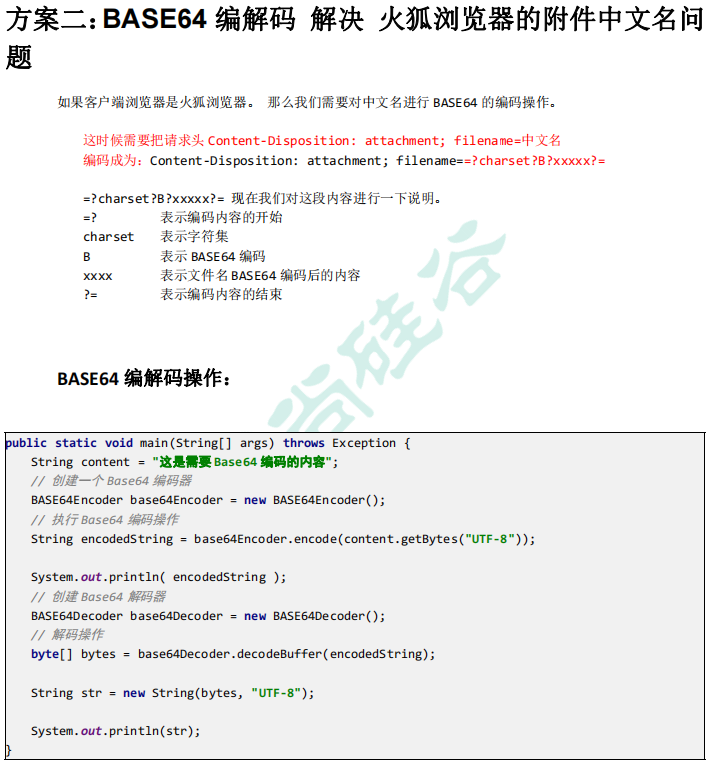 方案二：BASE64 编解码 解决 火狐浏览器的附件中文名问
题
如果客户端浏览器是火狐浏览器。 那么我们需要对中文名进行 BASE64 的编码操作。
这时候需要把请求头 Content-Disposition: attachment; filename=中文名
编码成为：Content-Disposition: attachment; filename==?charset?B?xxxxx?=
=?charset?B?xxxxx?= 现在我们对这段内容进行一下说明。
=? 表示编码内容的开始
charset 表示字符集
B 表示 BASE64 编码
xxxx 表示文件名 BASE64 编码后的内容
?= 表示编码内容的结束
尚硅谷
BASE64 编解码操作：
public static void main(String[] args) throws Exception {
String content = "这是需要 Base64 编码的内容";
// 创建一个 Base64 编码器
BASE64Encoder base64Encoder = new BASE64Encoder();
// 执行 Base64 编码操作
String encodedString = base64Encoder.encode(content.getBytes("UTF-8"));
System.out.println( encodedString );
// 创建 Base64 解码器
BASE64Decoder base64Decoder = new BASE64Decoder();
// 解码操作
byte[] bytes = base64Decoder.decodeBuffer(encodedString);
String str = new String(bytes, "UTF-8");
System.out.println(str);
}